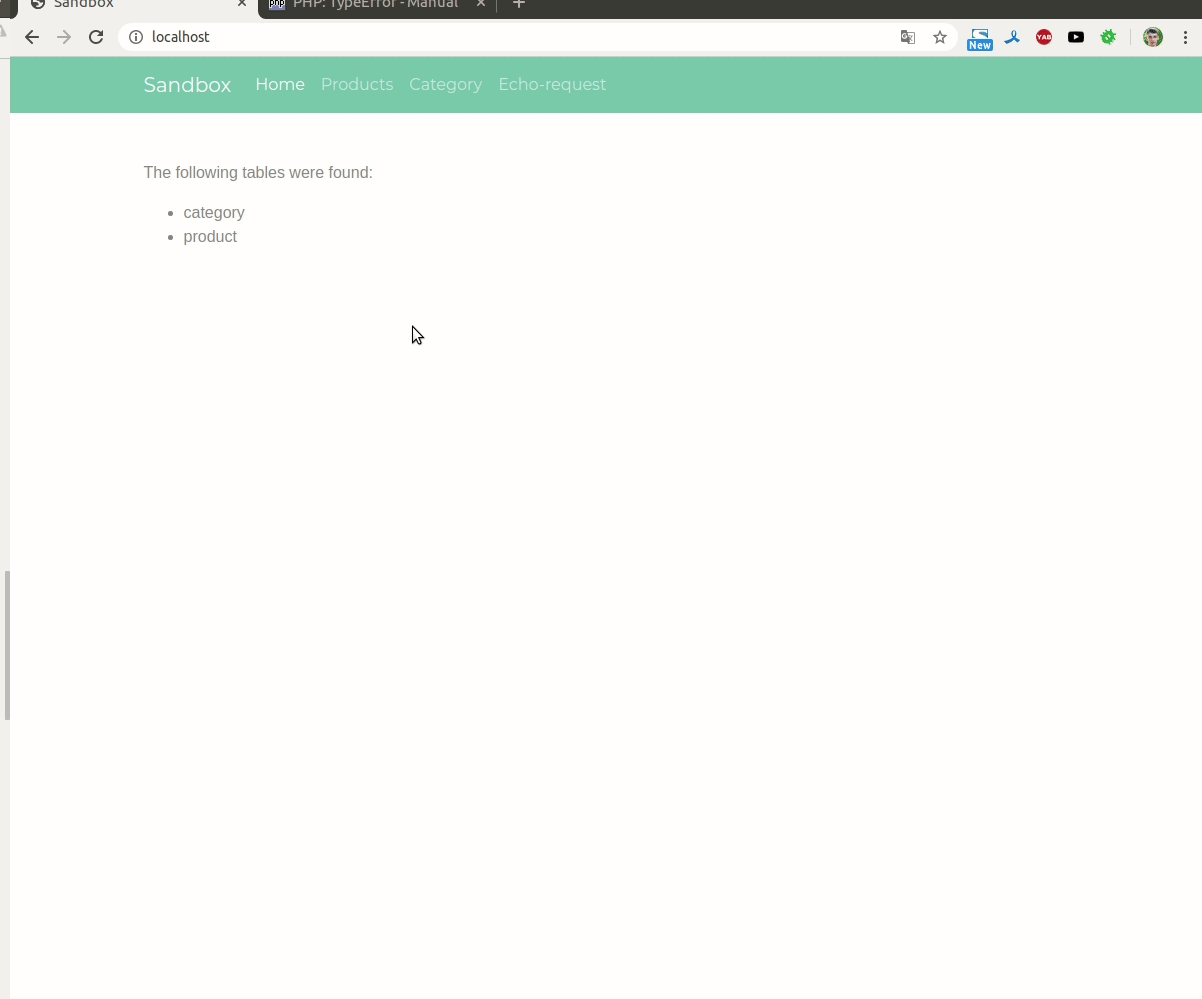 Sandbox
PHP: TypeError - Manual
localhost
New
YAB
Sandbox Home Products Category Echo-request
The following tables were found:
category
product